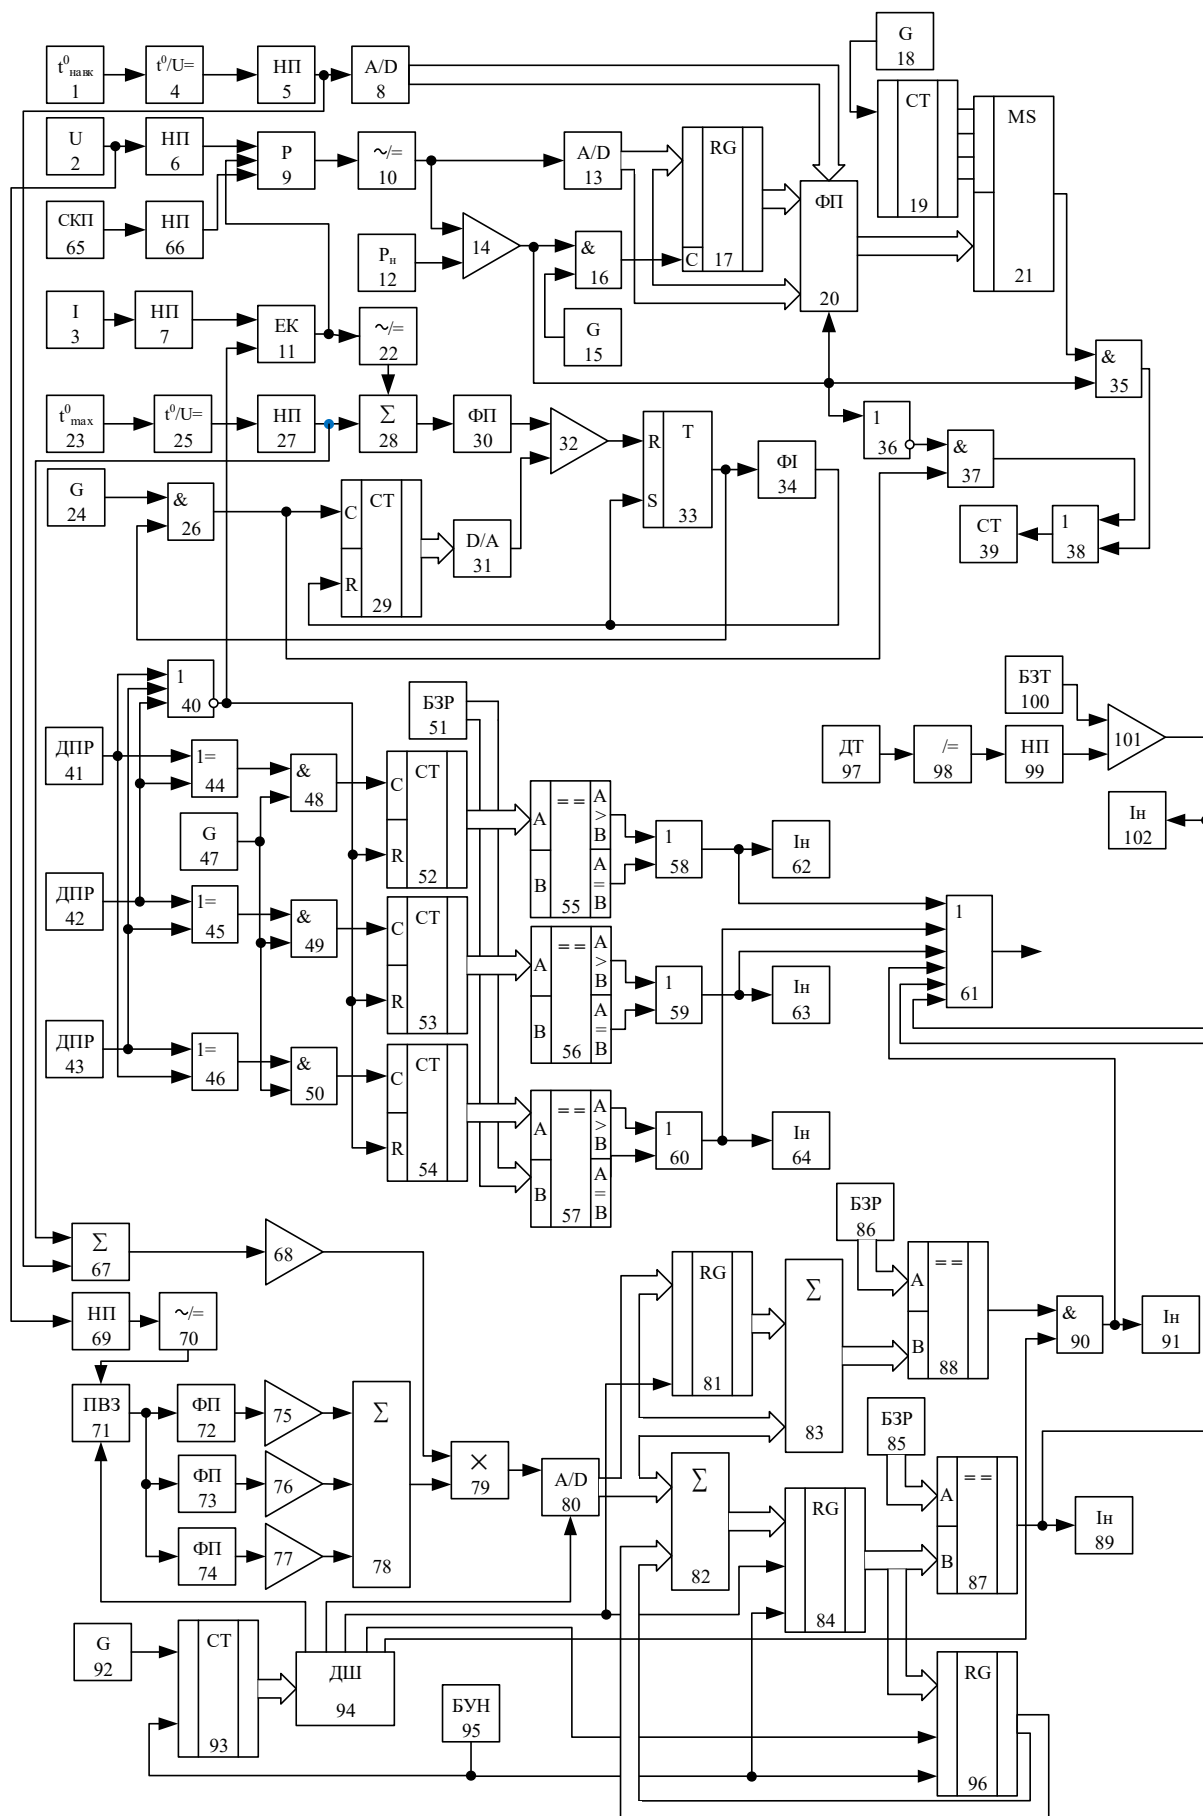 t⁰навк
1
t⁰/U=
4
НП
5
A/D
8
G
18
U
2
НП
6
P
9
~/=
10
A/D
13
RG
C
17
ФП
20
CT
19
MS
21
СКП
65
НП
66
Pн
12
14
&
16
G
15
I
3
НП
7
ЕК
11
~/=
22
&
35
t⁰max
23
t⁰/U=
25
НП
27
Σ
28
ФП
30
32
R
S
T
33
ФІ
34
1
36
&
37
G
24
&
26
C
R
CT
29
D/A
31
СТ
39
1
38
1
40
ДПР
41
1=
44
&
48
БЗР
51
C
R
CT
52
A
B
==
55
A
>
B
A
=
B
1
58
Ін
62
БЗТ
100
ДТ
97
/=
98
НП
99
101
Ін
102
G
47
ДПР
42
1=
45
&
49
C
R
CT
53
A
B
==
56
A
>
B
A
=
B
1
59
Ін
63
1
61
ДПР
43
1=
46
&
50
C
R
CT
54
A
B
==
57
A
>
B
A
=
B
1
60
Ін
64
Σ
67
68
НП
69
~/=
70
RG
81
Σ
83
БЗР
86
A
B
==
88
&
90
Ін
91
ПВЗ
71
ФП
72
75
ФП
73
76
ФП
74
77
Σ
78
×
79
A/D
80
Σ
82
RG
84
БЗР
85
A
B
==
87
Ін
89
G
92
CT
93
ДШ
94
БУН
95
RG
96